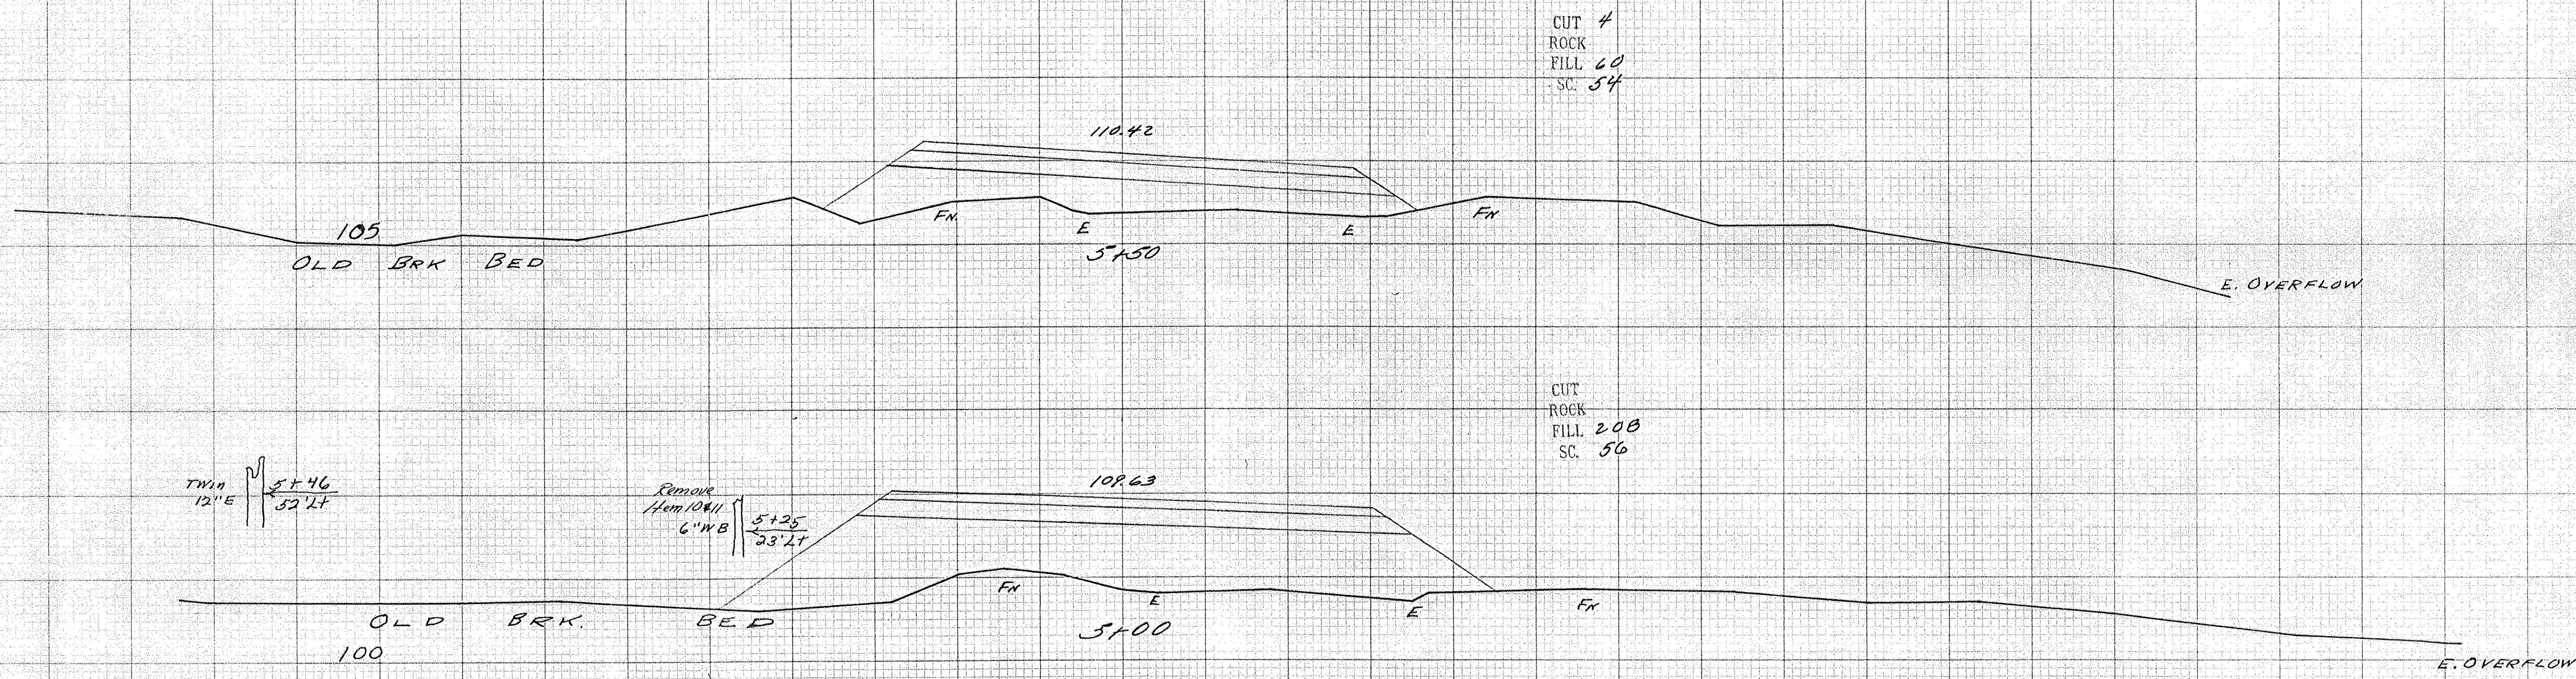 CUT 4
ROCK
FILL 60
SC. 54
110.42
105
FN.
E
E
FN
OLD BRK BED
5+50
E. OVERFLOW
CUT
ROCK
FILL 208
SC. 56
TWIN
12"E
5+46
52'Lt
Remove
Item 10&11
6"WB
5+25
23'Lt
109.63
FN
E
E
FN
OLD BRK. BED
5+00
100
E. OVERFLOW